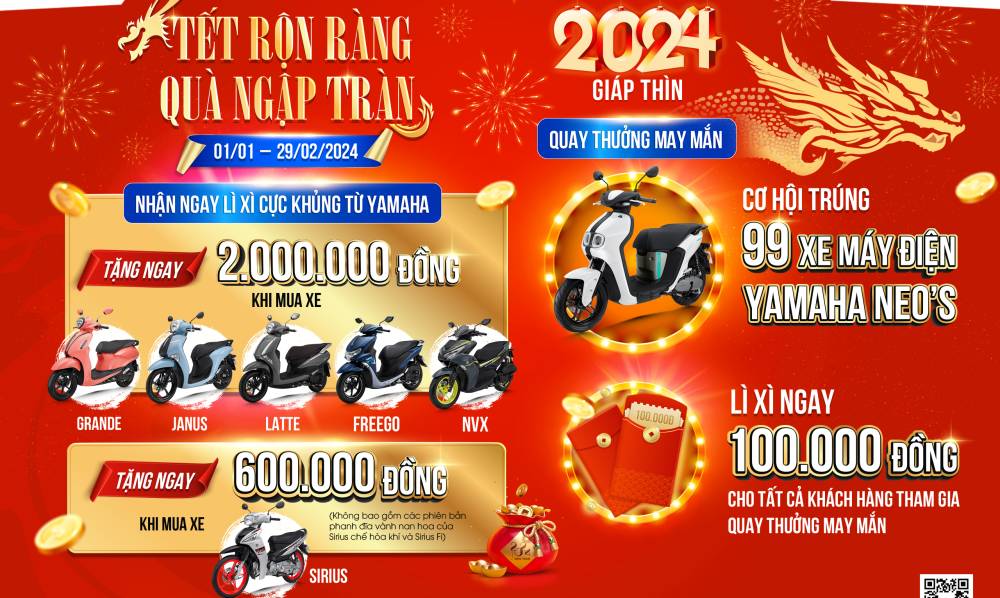 TẾT RỘN RÀNG
QUÀ NGẬP TRÀN
01/01 – 29/02/2024
NHẬN NGAY LÌ XÌ CỰC KHỦNG TỪ YAMAHA
TẶNG NGAY
2.000.000 ĐỒNG
KHI MUA XE
GRANDE
JANUS
LATTE
FREEGO
NVX
TẶNG NGAY
600.000 ĐỒNG
KHI MUA XE
(Không bao gồm các phiên bản
phanh đĩa vành nan hoa của
Sirius chế hòa khí và Sirius Fi)
SIRIUS
2024
GIÁP THÌN
QUAY THƯỞNG MAY MẮN
CƠ HỘI TRÚNG
99 XE MÁY ĐIỆN
YAMAHA NEO'S
100.000Đ
LÌ XÌ NGAY
100.000 ĐỒNG
CHO TẤT CẢ KHÁCH HÀNG THAM GIA
QUAY THƯỞNG MAY MẮN